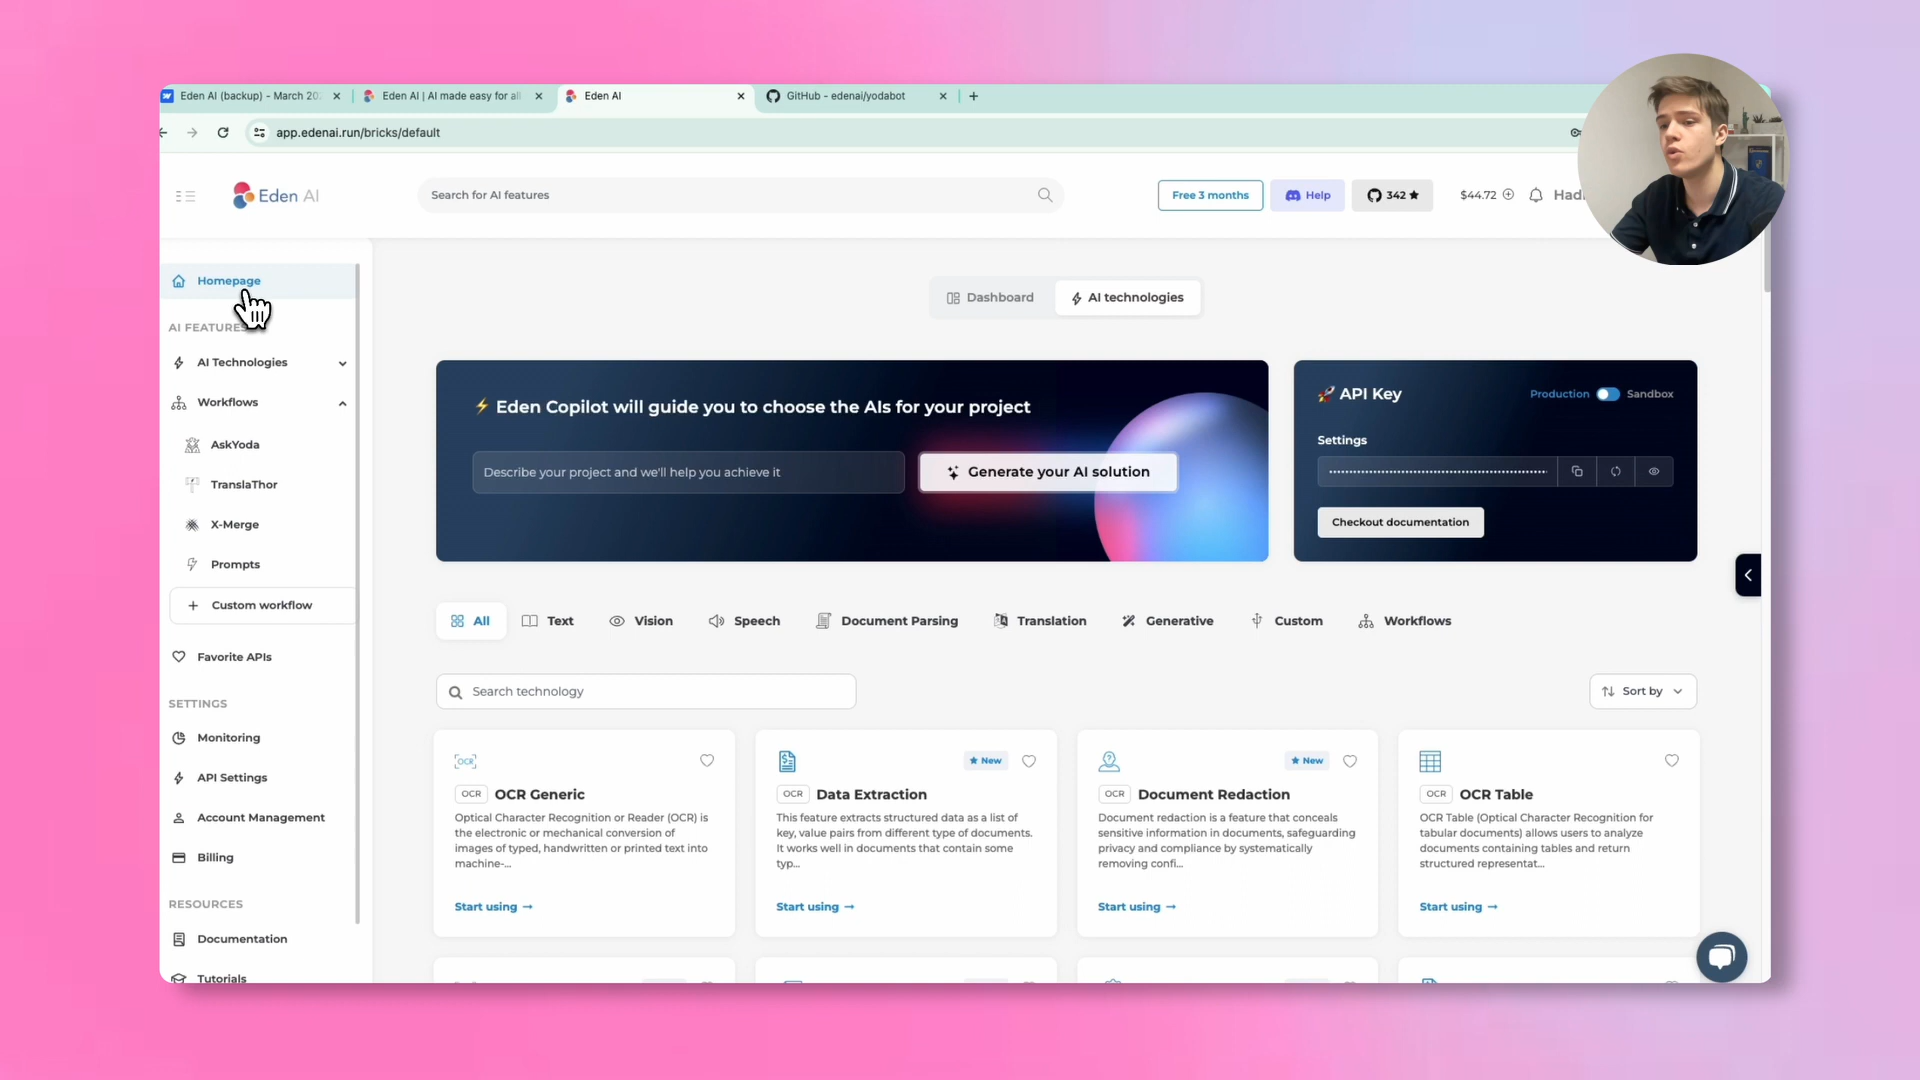 Eden AI (backup) - March 20
Eden AI | AI made easy for all
Eden AI
GitHub - edenai/yodabot
app.edenai.run/bricks/default
Eden AI
Search for AI features
Free 3 months
Help
342
$44.72
Hadi
Homepage
AI FEATURES
AI Technologies
Workflows
AskYoda
TranslaThor
X-Merge
Prompts
Custom workflow
Favorite APIs
SETTINGS
Monitoring
API Settings
Account Management
Billing
RESOURCES
Documentation
Tutorials
Dashboard
AI technologies
⚡ Eden Copilot will guide you to choose the AIs for your project
Describe your project and we'll help you achieve it
Generate your AI solution
🚀 API Key
Production
Sandbox
Settings
Checkout documentation
All
Text
Vision
Speech
Document Parsing
Translation
Generative
Custom
Workflows
Search technology
Sort by
OCR
OCR Generic
Optical Character Recognition or Reader (OCR) is
the electronic or mechanical conversion of
images of typed, handwritten or printed text into
machine-...
Start using →
New
OCR
Data Extraction
This feature extracts structured data as a list of
key, value pairs from different type of documents.
It works well in documents that contain some
typ...
Start using →
New
OCR
Document Redaction
Document redaction is a feature that conceals
sensitive information in documents, safeguarding
privacy and compliance by systematically
removing confi...
Start using →
OCR
OCR Table
OCR Table (Optical Character Recognition for
tabular documents) allows users to analyze
documents containing tables and return
structured representat...
Start using →